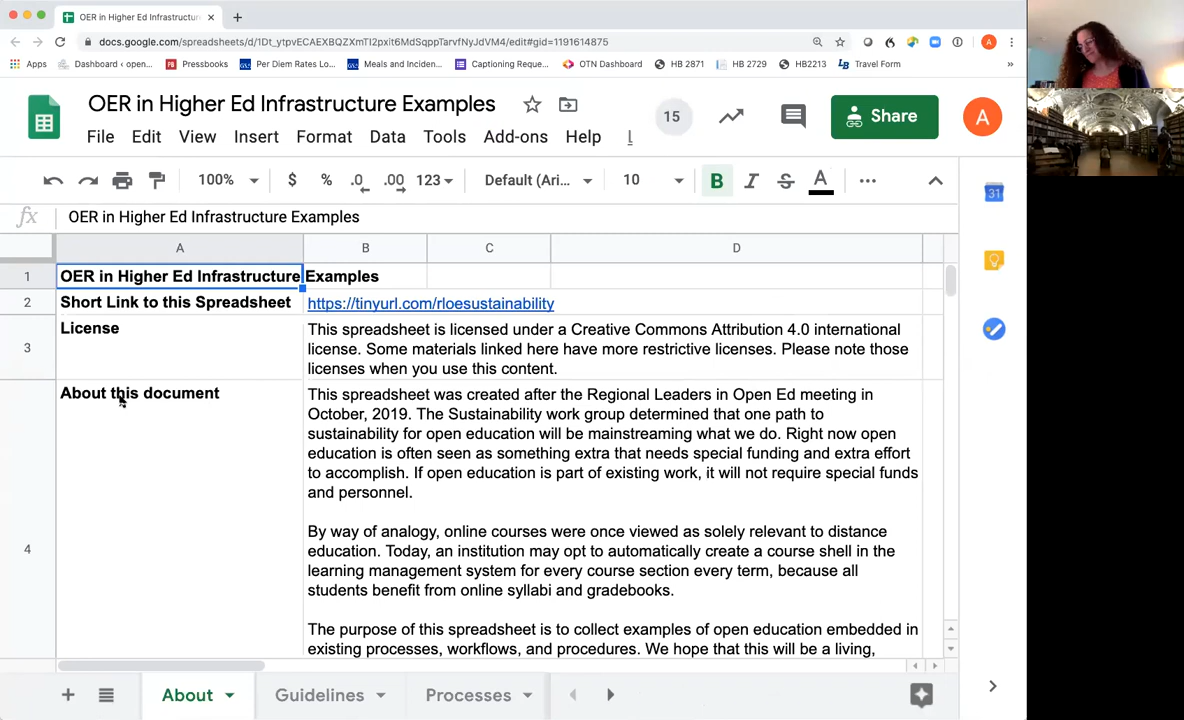 OER in Higher Ed Infrastructur
docs.google.com/spreadsheets/d/1Dt_ytpvECAEXBQZXmTI2pxit6MdSqppTarvfNyJdVM4/edit#gid=1191614875
A
Apps Dashboard ‹ open... Pressbooks Per Diem Rates Lo... Meals and Inciden... Captioning Reque... OTN Dashboard HB 2871 HB 2729 HB2213 Travel Form »
OER in Higher Ed Infrastructure Examples
15
Share
A
File Edit View Insert Format Data Tools Add-ons Help
100% $ % .0 .00 123 Default (Ari... 10 B I S A
fx OER in Higher Ed Infrastructure Examples
31
A B C D
1 OER in Higher Ed Infrastructure Examples
2 Short Link to this Spreadsheet https://tinyurl.com/rloesustainability
3 License This spreadsheet is licensed under a Creative Commons Attribution 4.0 international
license. Some materials linked here have more restrictive licenses. Please note those
licenses when you use this content.
4 About this document This spreadsheet was created after the Regional Leaders in Open Ed meeting in
October, 2019. The Sustainability work group determined that one path to
sustainability for open education will be mainstreaming what we do. Right now open
education is often seen as something extra that needs special funding and extra effort
to accomplish. If open education is part of existing work, it will not require special funds
and personnel.
By way of analogy, online courses were once viewed as solely relevant to distance
education. Today, an institution may opt to automatically create a course shell in the
learning management system for every course section every term, because all
students benefit from online syllabi and gradebooks.
The purpose of this spreadsheet is to collect examples of open education embedded in
existing processes, workflows, and procedures. We hope that this will be a living,
About Guidelines Processes